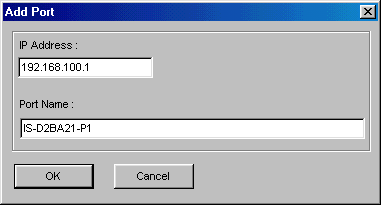 Add Port
IP Address :
192.168.100.1
Port Name :
IS-D2BA21-P1
OK Cancel